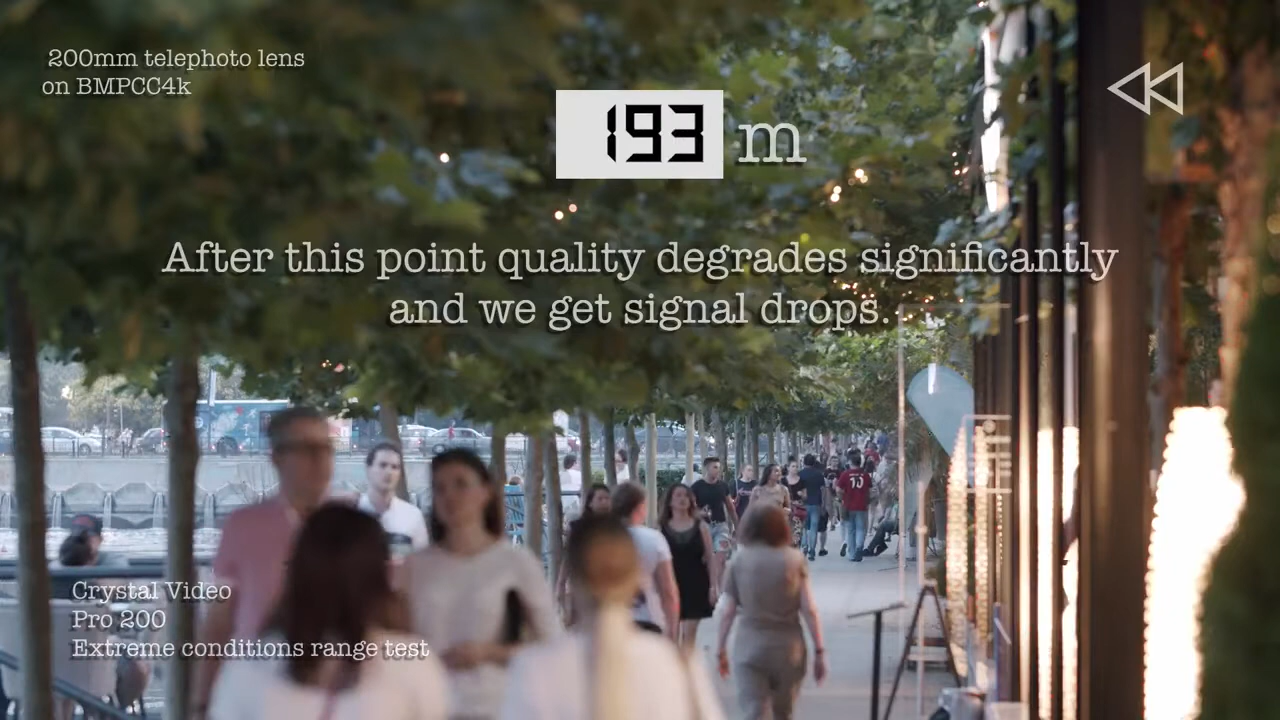 200mm telephoto lens
on BMPCC4k
193 m
After this point quality degrades significantly
and we get signal drops.
13
Crystal Video
Pro 200
Extreme conditions range test